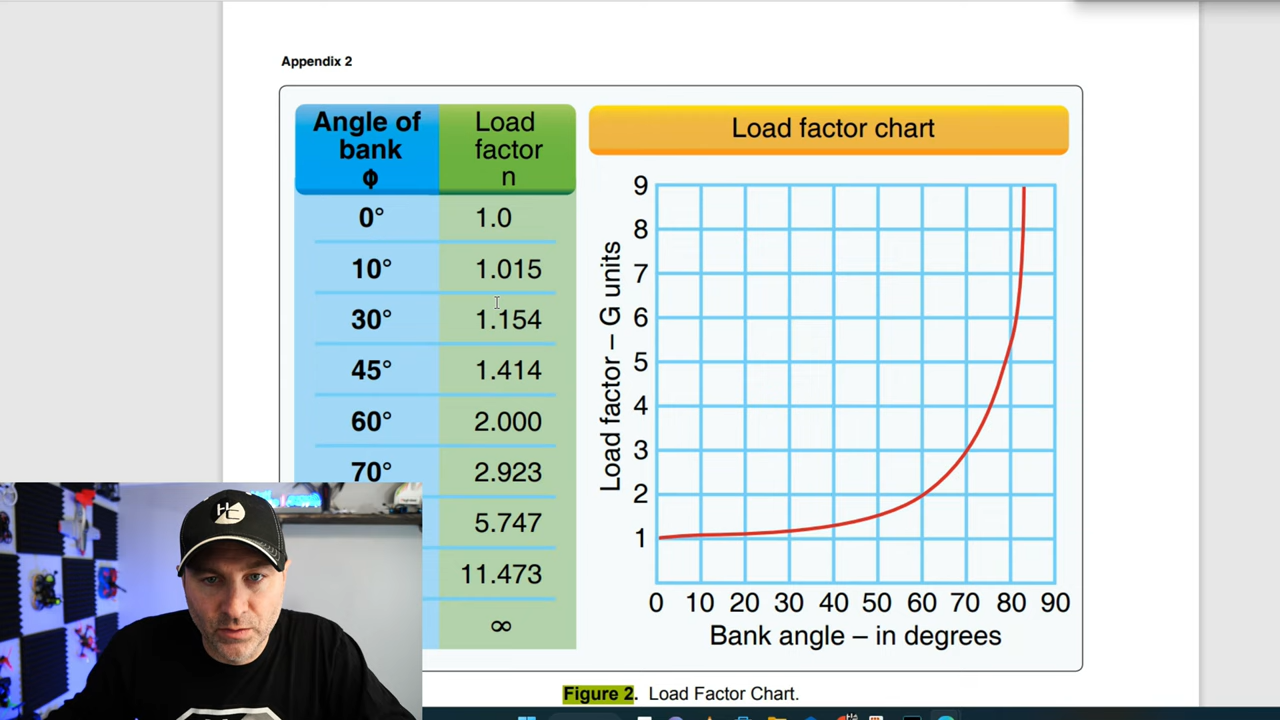 Appendix 2
Angle of
bank
ϕ
Load
factor
n
0° 1.0
10° 1.015
30° 1.154
45° 1.414
60° 2.000
70° 2.923
5.747
11.473
∞
Load factor chart
Load factor – G units
9
8
7
6
5
4
3
2
1
0 10 20 30 40 50 60 70 80 90
Bank angle – in degrees
Figure 2. Load Factor Chart.
HC